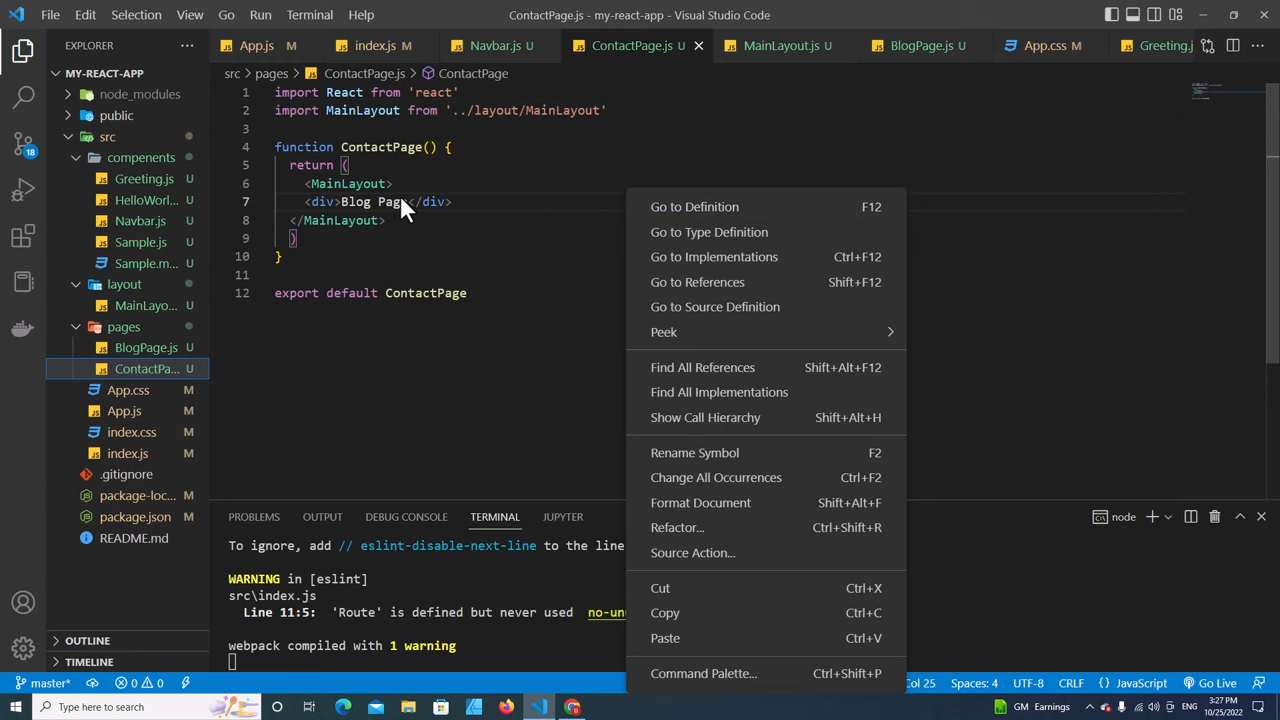 File Edit Selection View Go Run Terminal Help ContactPage.js - my-react-app - Visual Studio Code
EXPLORER
App.js M index.js M Navbar.js U ContactPage.js U MainLayout.js U BlogPage.js U App.css M Greeting.j
MY-REACT-APP
src > pages > ContactPage.js > ContactPage
node_modules
public
src
compenents U
Greeting.js U
HelloWorl... U
Navbar.js U
Sample.js U
Sample.m... U
layout
MainLayo... U
pages
BlogPage.js U
ContactPa... U
App.css M
App.js M
index.css M
index.js M
.gitignore
package-loc... M
package.json M
README.md
OUTLINE
TIMELINE
18
1 import React from 'react'
2 import MainLayout from '../layout/MainLayout'
3
4 function ContactPage() {
5 return (
6 <MainLayout>
7 <div>Blog Pag</div>
8 </MainLayout>
9 )
10 }
11
12 export default ContactPage
Go to Definition F12
Go to Type Definition
Go to Implementations Ctrl+F12
Go to References Shift+F12
Go to Source Definition
Peek
Find All References Shift+Alt+F12
Find All Implementations
Show Call Hierarchy Shift+Alt+H
Rename Symbol F2
Change All Occurrences Ctrl+F2
Format Document Shift+Alt+F
Refactor... Ctrl+Shift+R
Source Action...
Cut Ctrl+X
Copy Ctrl+C
Paste Ctrl+V
Command Palette... Ctrl+Shift+P
PROBLEMS OUTPUT DEBUG CONSOLE TERMINAL JUPYTER node
To ignore, add // eslint-disable-next-line to the line
WARNING in [eslint]
src\index.js
Line 11:5: 'Route' is defined but never used no-unu
webpack compiled with 1 warning
master* 0 0 Col 25 Spaces: 4 UTF-8 CRLF {} JavaScript Go Live
Type here to search GM Earnings 3:27 PM
10/25/2022